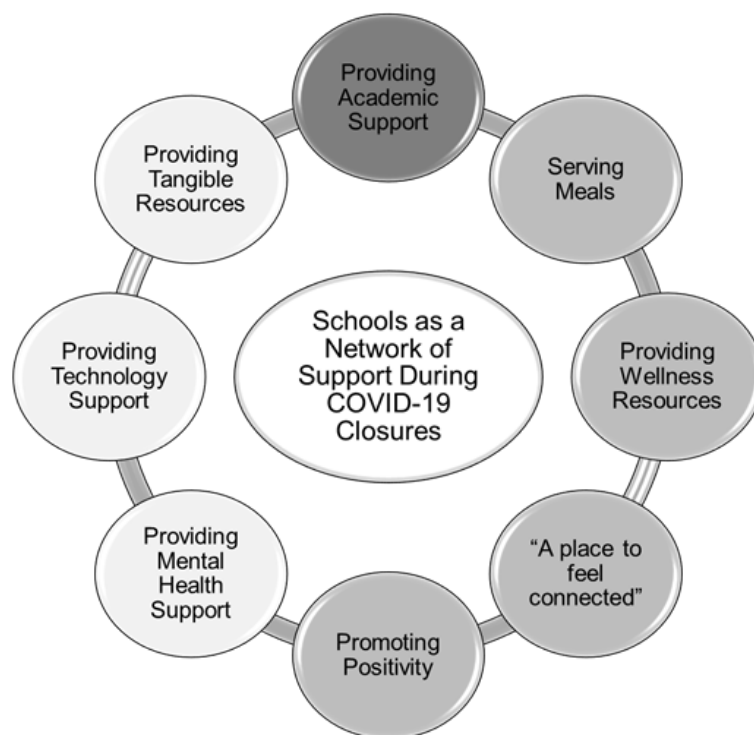 Providing
Academic
Support
Serving
Meals
Providing
Wellness
Resources
“A place to
feel
connected”
Promoting
Positivity
Providing
Mental
Health
Support
Providing
Technology
Support
Providing
Tangible
Resources
Schools as a
Network of
Support During
COVID-19
Closures